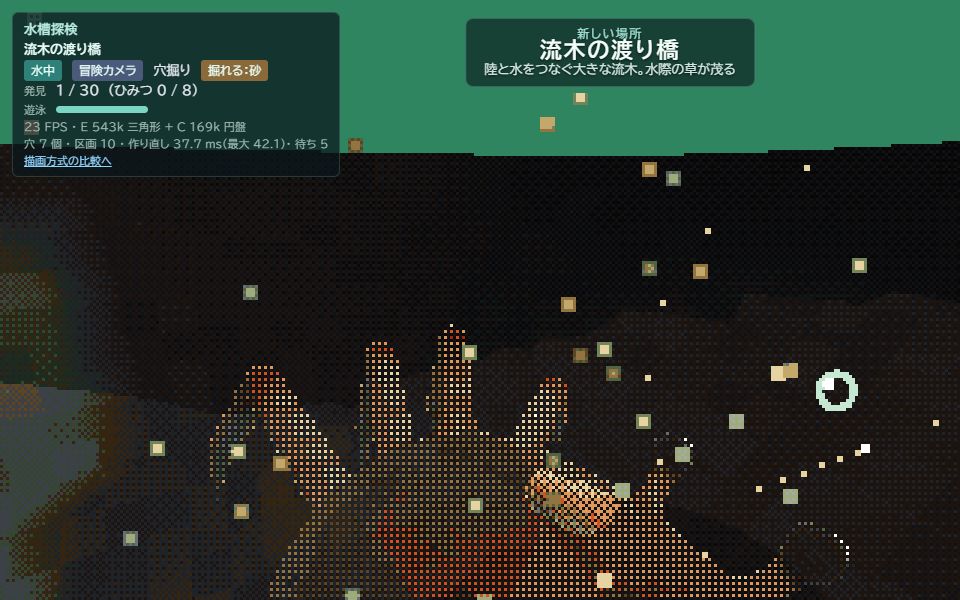 水槽探検
流木の渡り橋
水中 冒険カメラ 穴掘り 掘れる:砂
発見 1 / 30 (ひみつ 0 / 8)
遊泳
23 FPS・E 543k 三角形 + C 169k 円盤
穴 7 個・区画 10・作り直し 37.7 ms(最大 42.1)・待ち 5
描画方式の比較へ
新しい場所
流木の渡り橋
陸と水をつなぐ大きな流木。水際の草が茂る